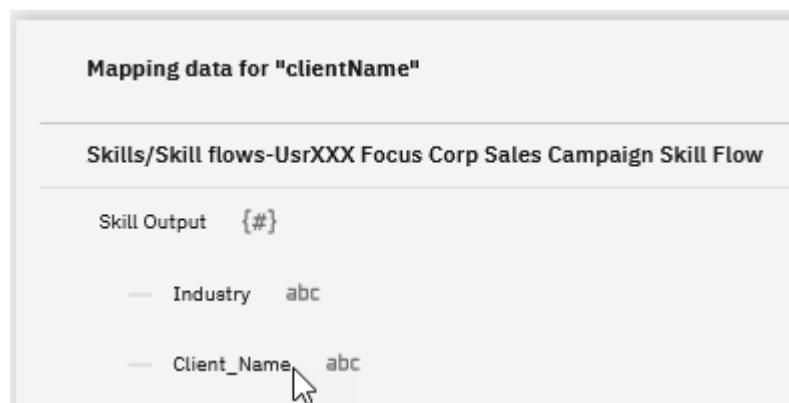 Mapping data for "clientName"
Skills/Skill flows-UsrXXX Focus Corp Sales Campaign Skill Flow
Skill Output {#}
Industry abc
Client_Name abc